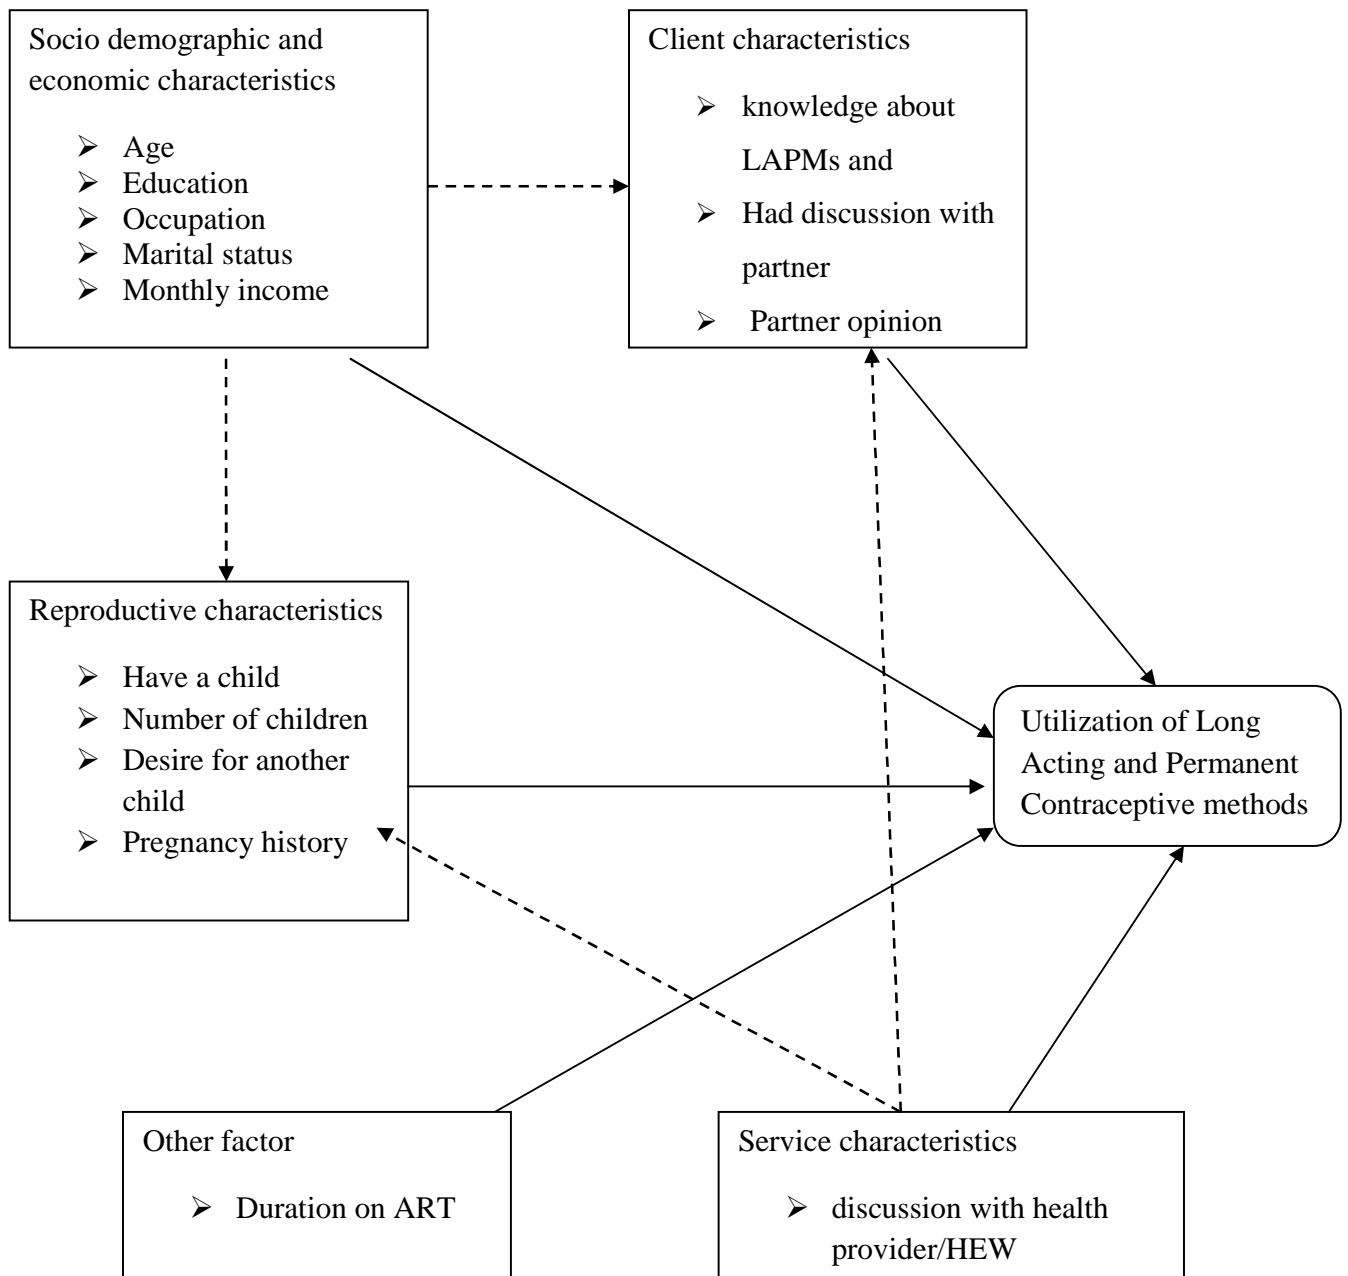 Socio demographic and
economic characteristics
➢ Age
➢ Education
➢ Occupation
➢ Marital status
➢ Monthly income
Client characteristics
➢ knowledge about
LAPMs and
➢ Had discussion with
partner
➢ Partner opinion
Reproductive characteristics
➢ Have a child
➢ Number of children
➢ Desire for another
child
➢ Pregnancy history
Utilization of Long
Acting and Permanent
Contraceptive methods
Other factor
➢ Duration on ART
Service characteristics
➢ discussion with health
provider/HEW